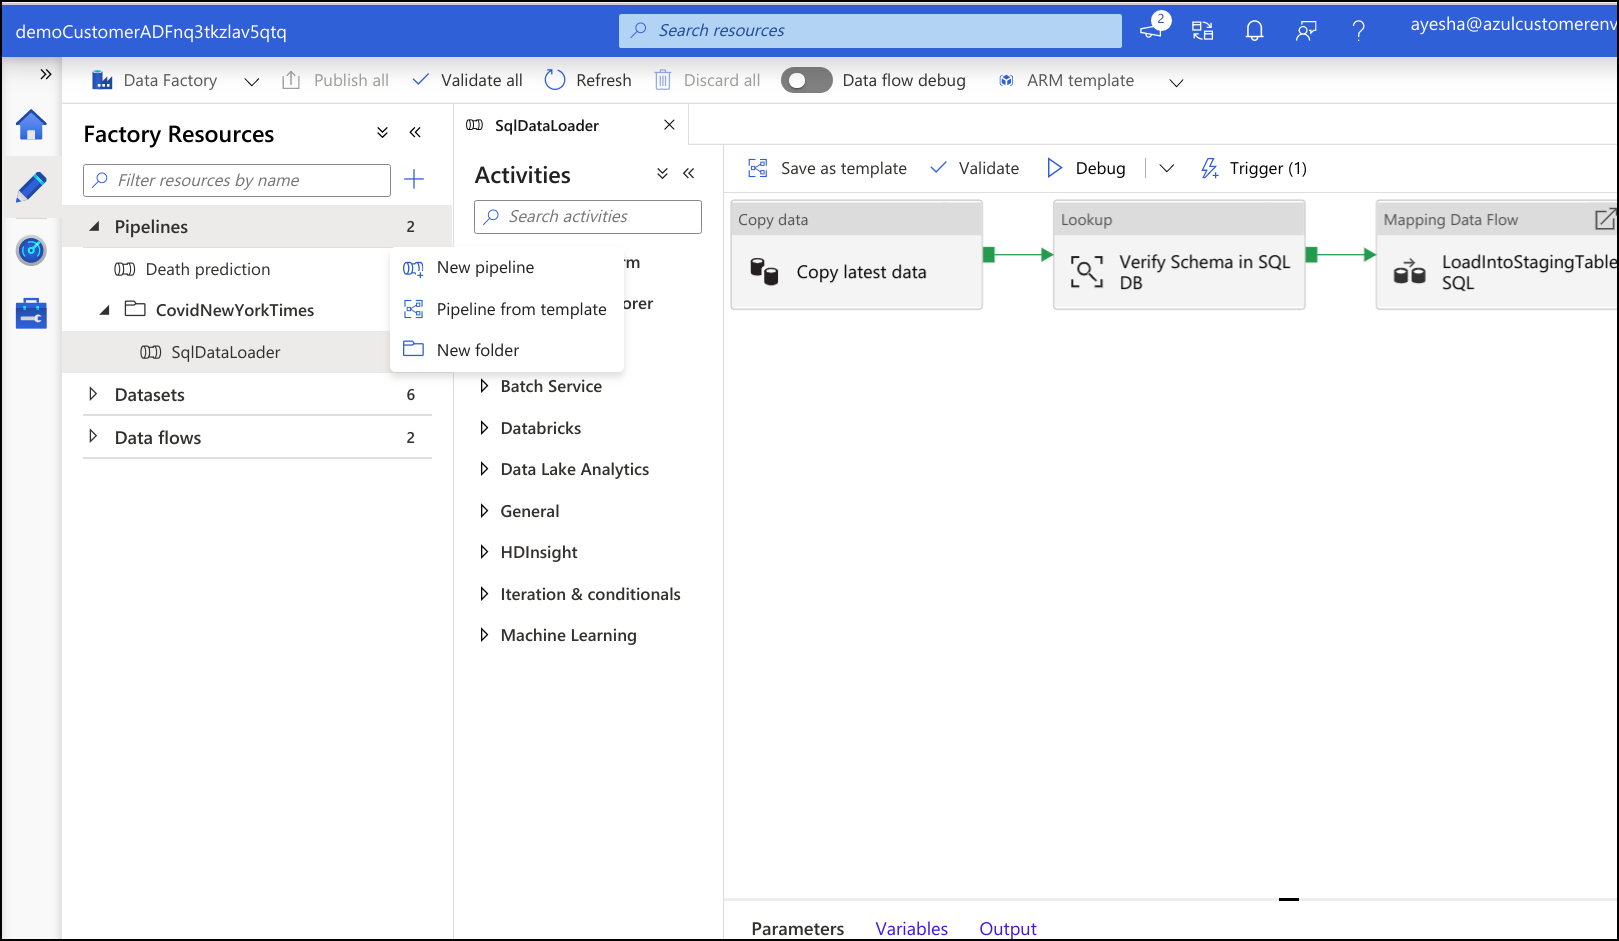 demoCustomerADFnq3tkzlav5qtq
Search resources
2
ayesha@azulcustomerenv
Data Factory
Publish all
Validate all
Refresh
Discard all
Data flow debug
ARM template
Factory Resources
Filter resources by name
Pipelines 2
Death prediction
CovidNewYorkTimes
SqlDataLoader
Datasets 6
Data flows 2
New pipeline
Pipeline from template
New folder
SqlDataLoader
Activities
Search activities
rm
orer
Batch Service
Databricks
Data Lake Analytics
General
HDInsight
Iteration & conditionals
Machine Learning
Save as template
Validate
Debug
Trigger (1)
Copy data
Copy latest data
Lookup
Verify Schema in SQL
DB
Mapping Data Flow
LoadIntoStagingTable
SQL
Parameters
Variables
Output